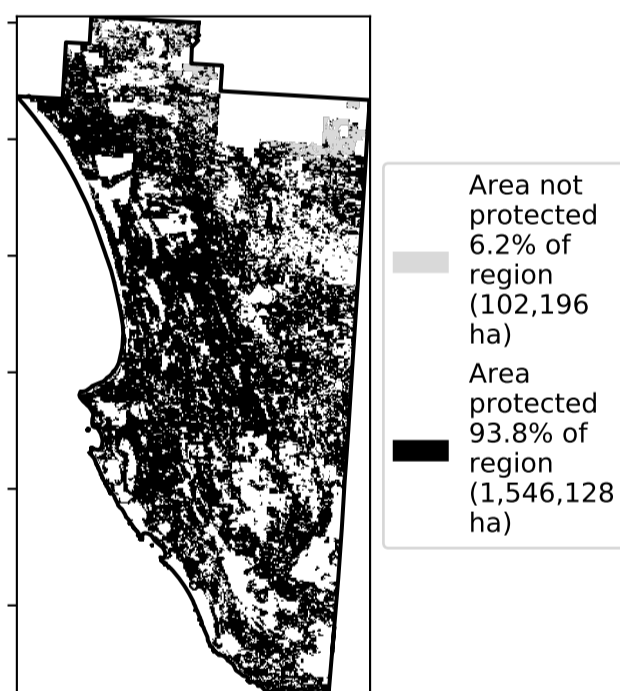 Area not
protected
6.2% of
region
(102,196
ha)
Area
protected
93.8% of
region
(1,546,128
ha)